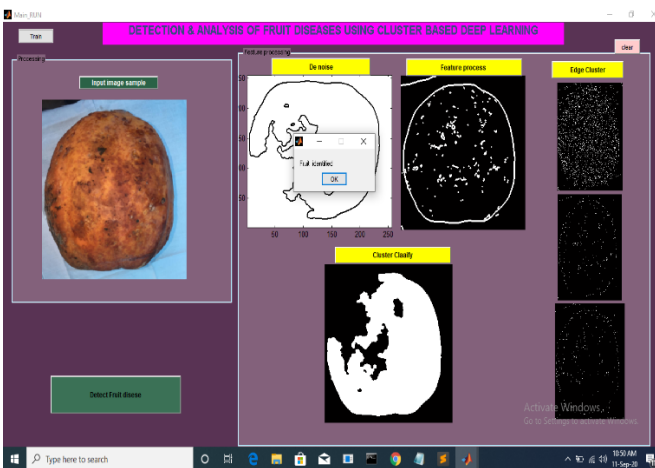 Main_RUN
DETECTION & ANALYSIS OF FRUIT DISEASES USING CLUSTER BASED DEEP LEARNING
Train
clear
Processing
Feature processing
Input image sample
De noise
Feature process
Edge Cluster
Fruit identified
OK
50 100 150 200 250
Cluster Clasify
Detect Fruit disese
Activate Windows
Go to Settings to activate Windows.
Type here to search
10:50 AM
11-Sep-20